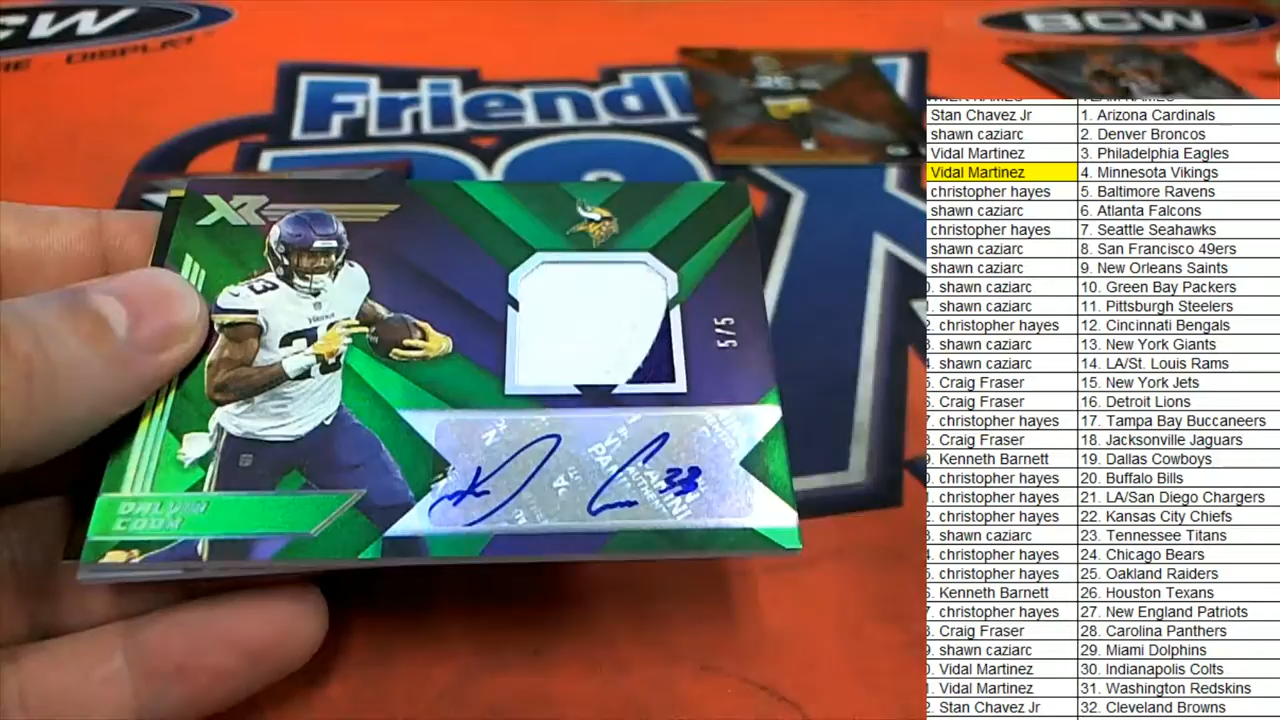 BCW
DISPLAY
BCW
Friendl
XR
33
Vikings
5/5
DALVIN
COOK
33
PANINI
AUTHENTIC
Stan Chavez Jr 1. Arizona Cardinals
shawn caziarc 2. Denver Broncos
Vidal Martinez 3. Philadelphia Eagles
Vidal Martinez 4. Minnesota Vikings
christopher hayes 5. Baltimore Ravens
shawn caziarc 6. Atlanta Falcons
christopher hayes 7. Seattle Seahawks
shawn caziarc 8. San Francisco 49ers
shawn caziarc 9. New Orleans Saints
shawn caziarc 10. Green Bay Packers
shawn caziarc 11. Pittsburgh Steelers
christopher hayes 12. Cincinnati Bengals
shawn caziarc 13. New York Giants
shawn caziarc 14. LA/St. Louis Rams
Craig Fraser 15. New York Jets
Craig Fraser 16. Detroit Lions
christopher hayes 17. Tampa Bay Buccaneers
Craig Fraser 18. Jacksonville Jaguars
Kenneth Barnett 19. Dallas Cowboys
christopher hayes 20. Buffalo Bills
christopher hayes 21. LA/San Diego Chargers
christopher hayes 22. Kansas City Chiefs
shawn caziarc 23. Tennessee Titans
christopher hayes 24. Chicago Bears
christopher hayes 25. Oakland Raiders
Kenneth Barnett 26. Houston Texans
christopher hayes 27. New England Patriots
Craig Fraser 28. Carolina Panthers
shawn caziarc 29. Miami Dolphins
Vidal Martinez 30. Indianapolis Colts
Vidal Martinez 31. Washington Redskins
Stan Chavez Jr 32. Cleveland Browns